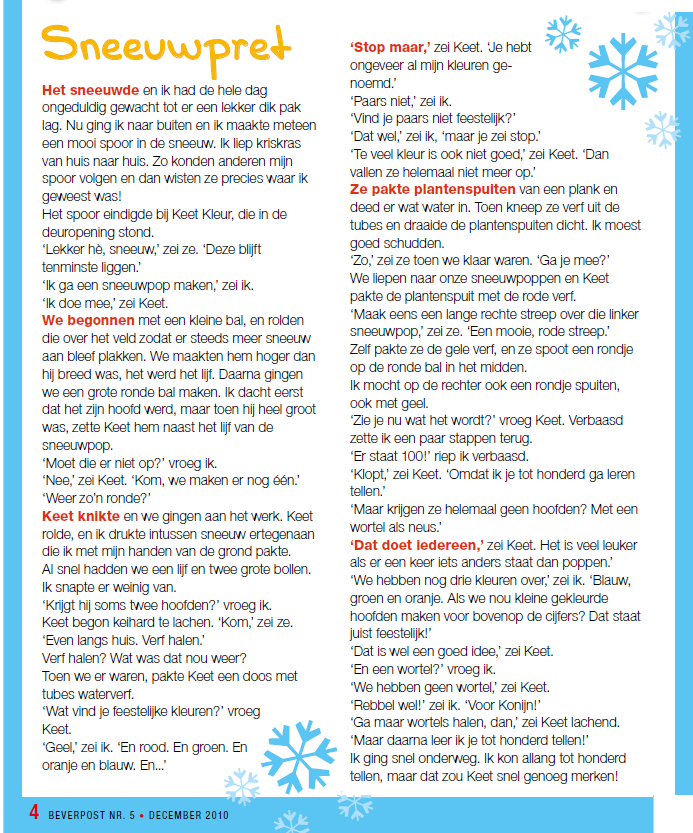 Sneeuwpret
Het sneeuwde en ik had de hele dag
ongeduldig gewacht tot er een lekker dik pak
lag. Nu ging ik naar buiten en ik maakte meteen
een mooi spoor in de sneeuw. Ik liep kriskras
van huis naar huis. Zo konden anderen mijn
spoor volgen en dan wisten ze precies waar ik
geweest was!
Het spoor eindigde bij Keet Kleur, die in de
deuropening stond.
‘Lekker hè, sneeuw,’ zei ze. ‘Deze blijft
tenminste liggen.’
‘Ik ga een sneeuwpop maken,’ zei ik.
‘Ik doe mee,’ zei Keet.
We begonnen met een kleine bal, en rolden
die over het veld zodat er steeds meer sneeuw
aan bleef plakken. We maakten hem hoger dan
hij breed was, het werd het lijf. Daarna gingen
we een grote ronde bal maken. Ik dacht eerst
dat het zijn hoofd werd, maar toen hij heel groot
was, zette Keet hem naast het lijf van de
sneeuwpop.
‘Moet die er niet op?’ vroeg ik.
‘Nee,’ zei Keet. ‘Kom, we maken er nog één.’
‘Weer zo’n ronde?’
Keet knikte en we gingen aan het werk. Keet
rolde, en ik drukte intussen sneeuw ertegenaan
die ik met mijn handen van de grond pakte.
Al snel hadden we een lijf en twee grote bollen.
Ik snapte er weinig van.
‘Krijgt hij soms twee hoofden?’ vroeg ik.
Keet begon keihard te lachen. ‘Kom,’ zei ze.
‘Even langs huis. Verf halen.’
Verf halen? Wat was dat nou weer?
Toen we er waren, pakte Keet een doos met
tubes waterverf.
‘Wat vind je feestelijke kleuren?’ vroeg
Keet.
‘Geel,’ zei ik. ‘En rood. En groen. En
oranje en blauw. En...’
‘Stop maar,’ zei Keet. ‘Je hebt
ongeveer al mijn kleuren ge-
noemd.’
‘Paars niet,’ zei ik.
‘Vind je paars niet feestelijk?’
‘Dat wel,’ zei ik, ‘maar je zei stop.’
‘Te veel kleur is ook niet goed,’ zei Keet. ‘Dan
vallen ze helemaal niet meer op.’
Ze pakte plantenspuiten van een plank en
deed er wat water in. Toen kneep ze verf uit de
tubes en draaide de plantenspuiten dicht. Ik moest
goed schudden.
‘Zo,’ zei ze toen we klaar waren. ‘Ga je mee?’
We liepen naar onze sneeuwpoppen en Keet
pakte de plantenspuit met de rode verf.
‘Maak eens een lange rechte streep over die linker
sneeuwpop,’ zei ze. ‘Een mooie, rode streep.’
Zelf pakte ze de gele verf, en ze spoot een rondje
op de ronde bal in het midden.
Ik mocht op de rechter ook een rondje spuiten,
ook met geel.
‘Zie je nu wat het wordt?’ vroeg Keet. Verbaasd
zette ik een paar stappen terug.
‘Er staat 100!’ riep ik verbaasd.
‘Klopt,’ zei Keet. ‘Omdat ik je tot honderd ga leren
tellen.’
‘Maar krijgen ze helemaal geen hoofden? Met een
wortel als neus.’
‘Dat doet iedereen,’ zei Keet. Het is veel leuker
als er een keer iets anders staat dan poppen.’
‘We hebben nog drie kleuren over,’ zei ik. ‘Blauw,
groen en oranje. Als we nou kleine gekleurde
hoofden maken voor bovenop de cijfers? Dat staat
juist feestelijk!’
‘Dat is wel een goed idee,’ zei Keet.
‘En een wortel?’ vroeg ik.
‘We hebben geen wortel,’ zei Keet.
‘Rebbel wel!’ zei ik. ‘Voor Konijn!’
‘Ga maar wortels halen, dan,’ zei Keet lachend.
‘Maar daarna leer ik je tot honderd tellen!’
Ik ging snel onderweg. Ik kon allang tot honderd
tellen, maar dat zou Keet snel genoeg merken!
4 BEVERPOST NR. 5 • DECEMBER 2010